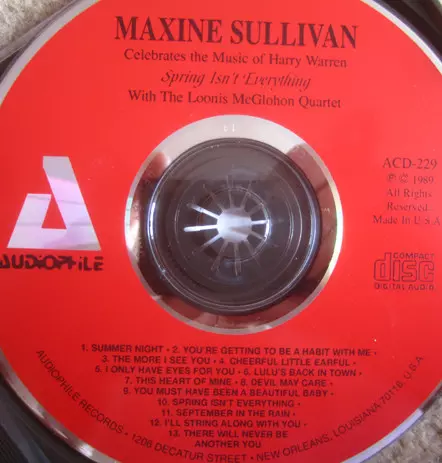 MAXINE SULLIVAN
Celebrates the Music of Harry Warren
Spring Isn't Everything
With The Loonis McGlohon Quartet
ACD-229
℗ © 1989
All Rights
Reserved
Made In U S A
AUDIOPHILE
COMPACT
disc
DIGITAL AUDIO
1. SUMMER NIGHT • 2. YOU'RE GETTING TO BE A HABIT WITH ME •
3. THE MORE I SEE YOU • 4. CHEERFUL LITTLE EARFUL •
5. I ONLY HAVE EYES FOR YOU • 6. LULU'S BACK IN TOWN •
7. THIS HEART OF MINE • 8. DEVIL MAY CARE •
9. YOU MUST HAVE BEEN A BEAUTIFUL BABY •
10. SPRING ISN'T EVERYTHING •
11. SEPTEMBER IN THE RAIN •
12. I'LL STRING ALONG WITH YOU •
13. THERE WILL NEVER BE
ANOTHER YOU
AUDIOPHILE RECORDS • 1206 DECATUR STREET • NEW ORLEANS, LOUISIANA 70116, U.S.A